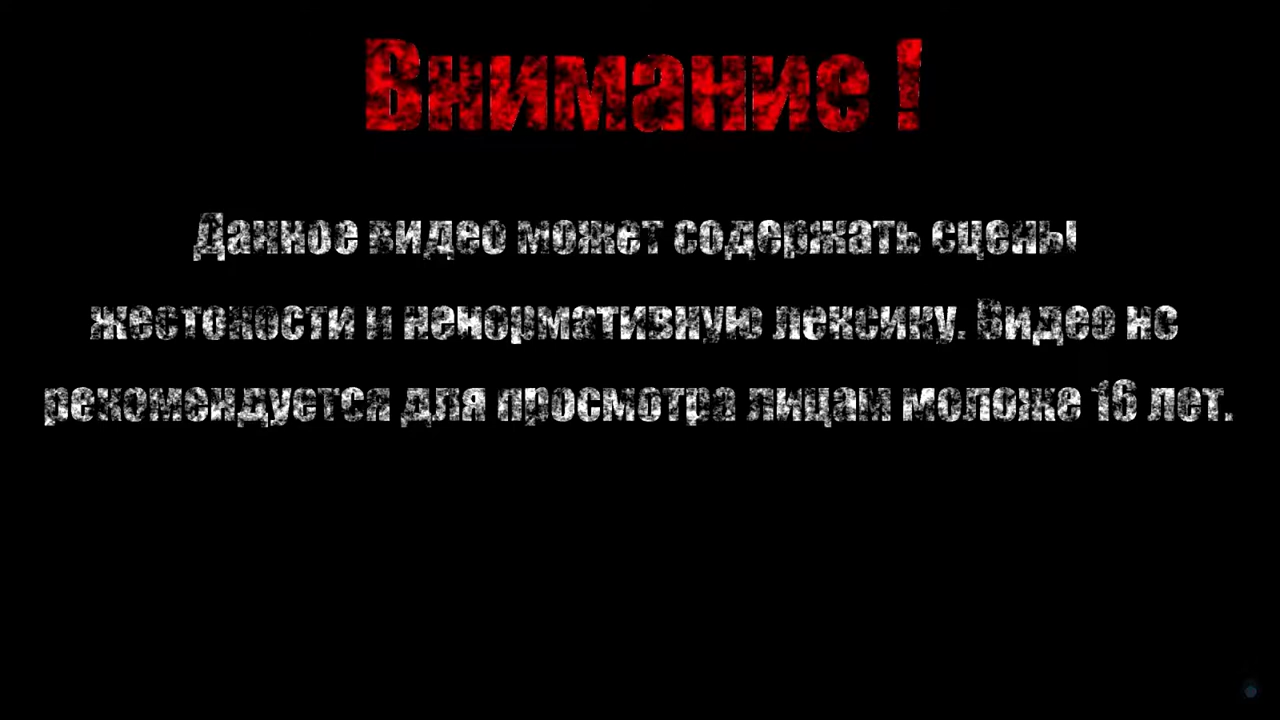 Внимание !
Данное видео может содержать сцены
жестокости и ненормативную лексику. Видео не
рекомендуется для просмотра лицам моложе 16 лет.